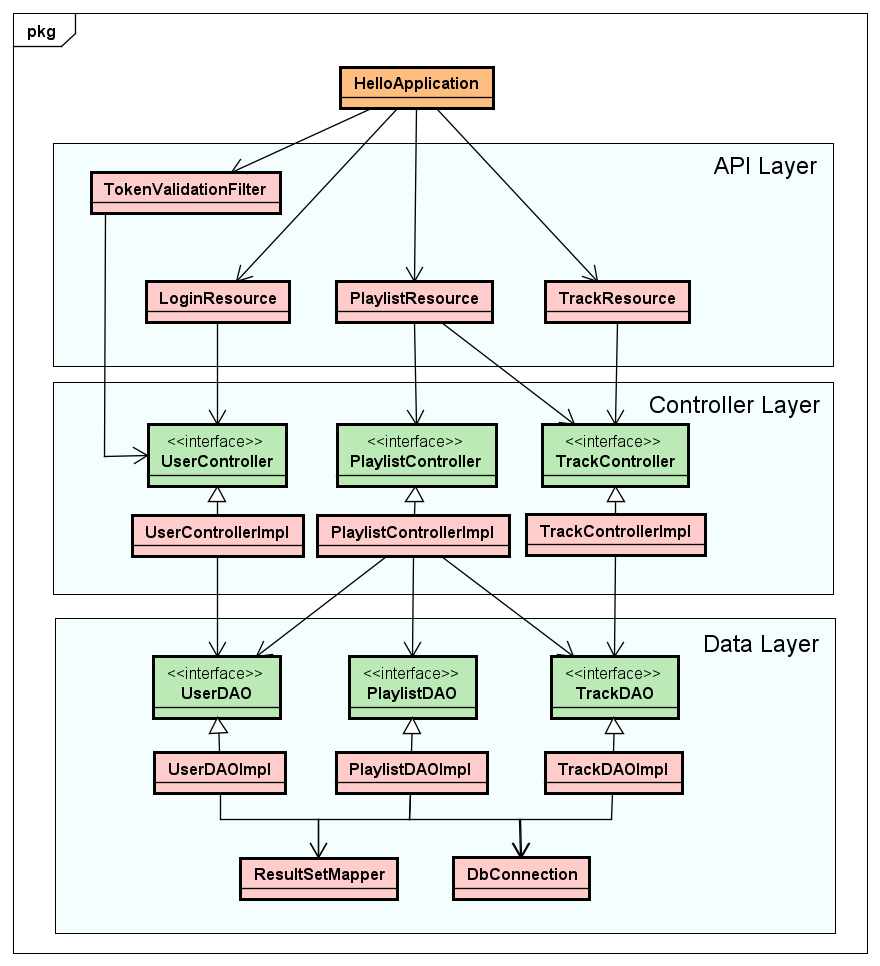 pkg
HelloApplication
API Layer
TokenValidationFilter
LoginResource
PlaylistResource
TrackResource
Controller Layer
<<interface>>
UserController
<<interface>>
PlaylistController
<<interface>>
TrackController
UserControllerImpl
PlaylistControllerImpl
TrackControllerImpl
Data Layer
<<interface>>
UserDAO
<<interface>>
PlaylistDAO
<<interface>>
TrackDAO
UserDAOImpl
PlaylistDAOImpl
TrackDAOImpl
ResultSetMapper
DbConnection